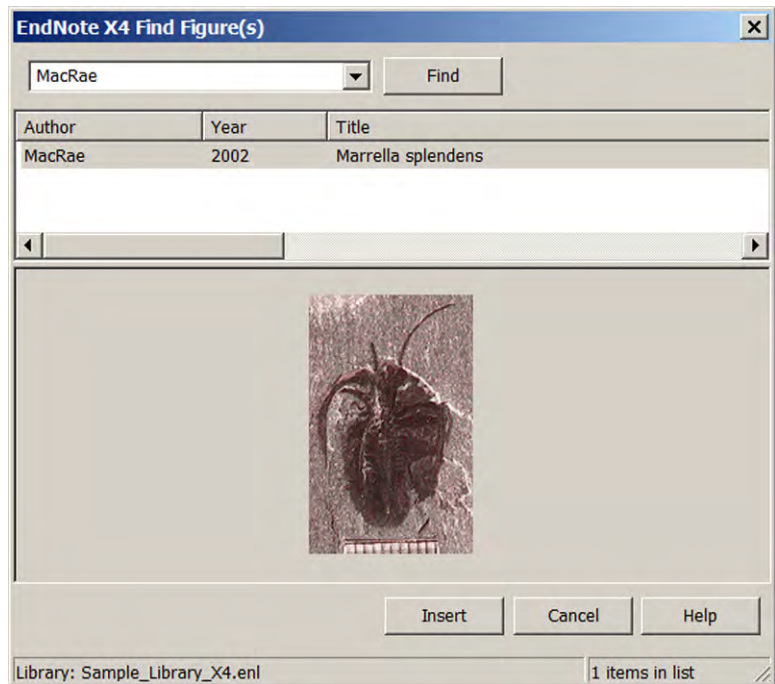 EndNote X4 Find Figure(s)
MacRae Find
Author Year Title
MacRae 2002 Marrella splendens
Insert Cancel Help
Library: Sample_Library_X4.enl 1 items in list